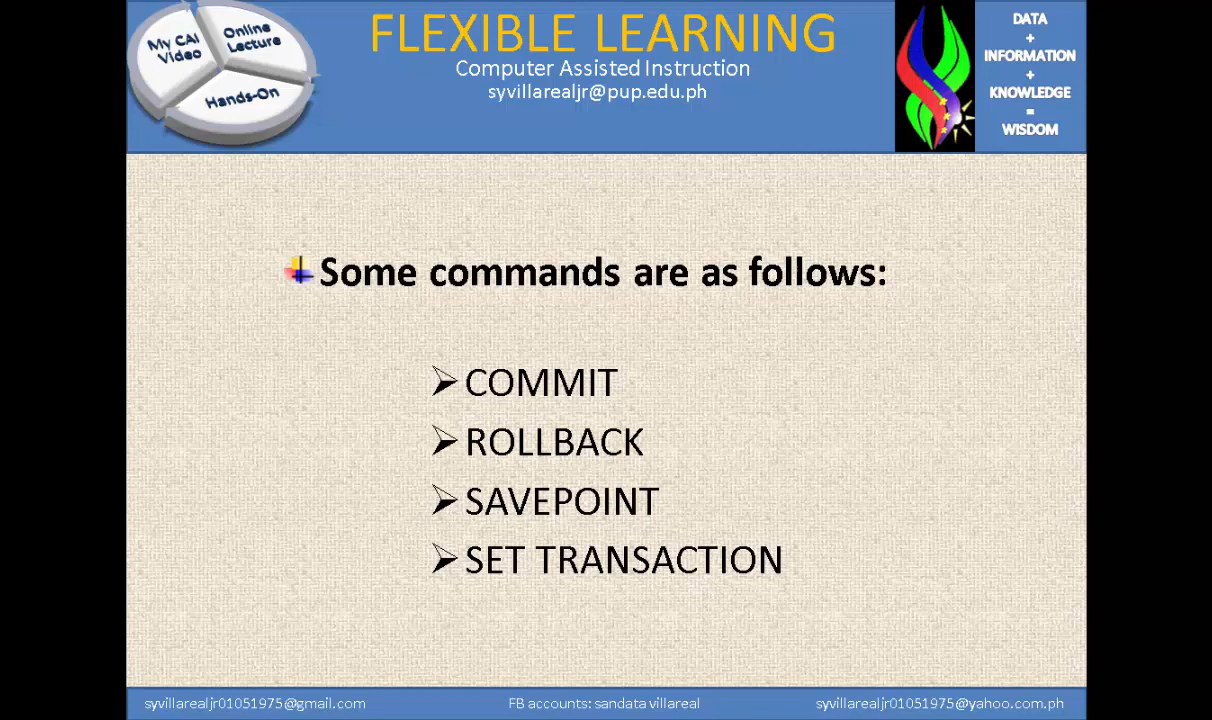 My CAI
Video
Online
Lecture
Hands-On
FLEXIBLE LEARNING
Computer Assisted Instruction
syvillarealjr@pup.edu.ph
DATA
+
INFORMATION
+
KNOWLEDGE
=
WISDOM
Some commands are as follows:
COMMIT
ROLLBACK
SAVEPOINT
SET TRANSACTION
syvillarealjr01051975@gmail.com
FB accounts: sandata villareal
syvillarealjr01051975@yahoo.com.ph